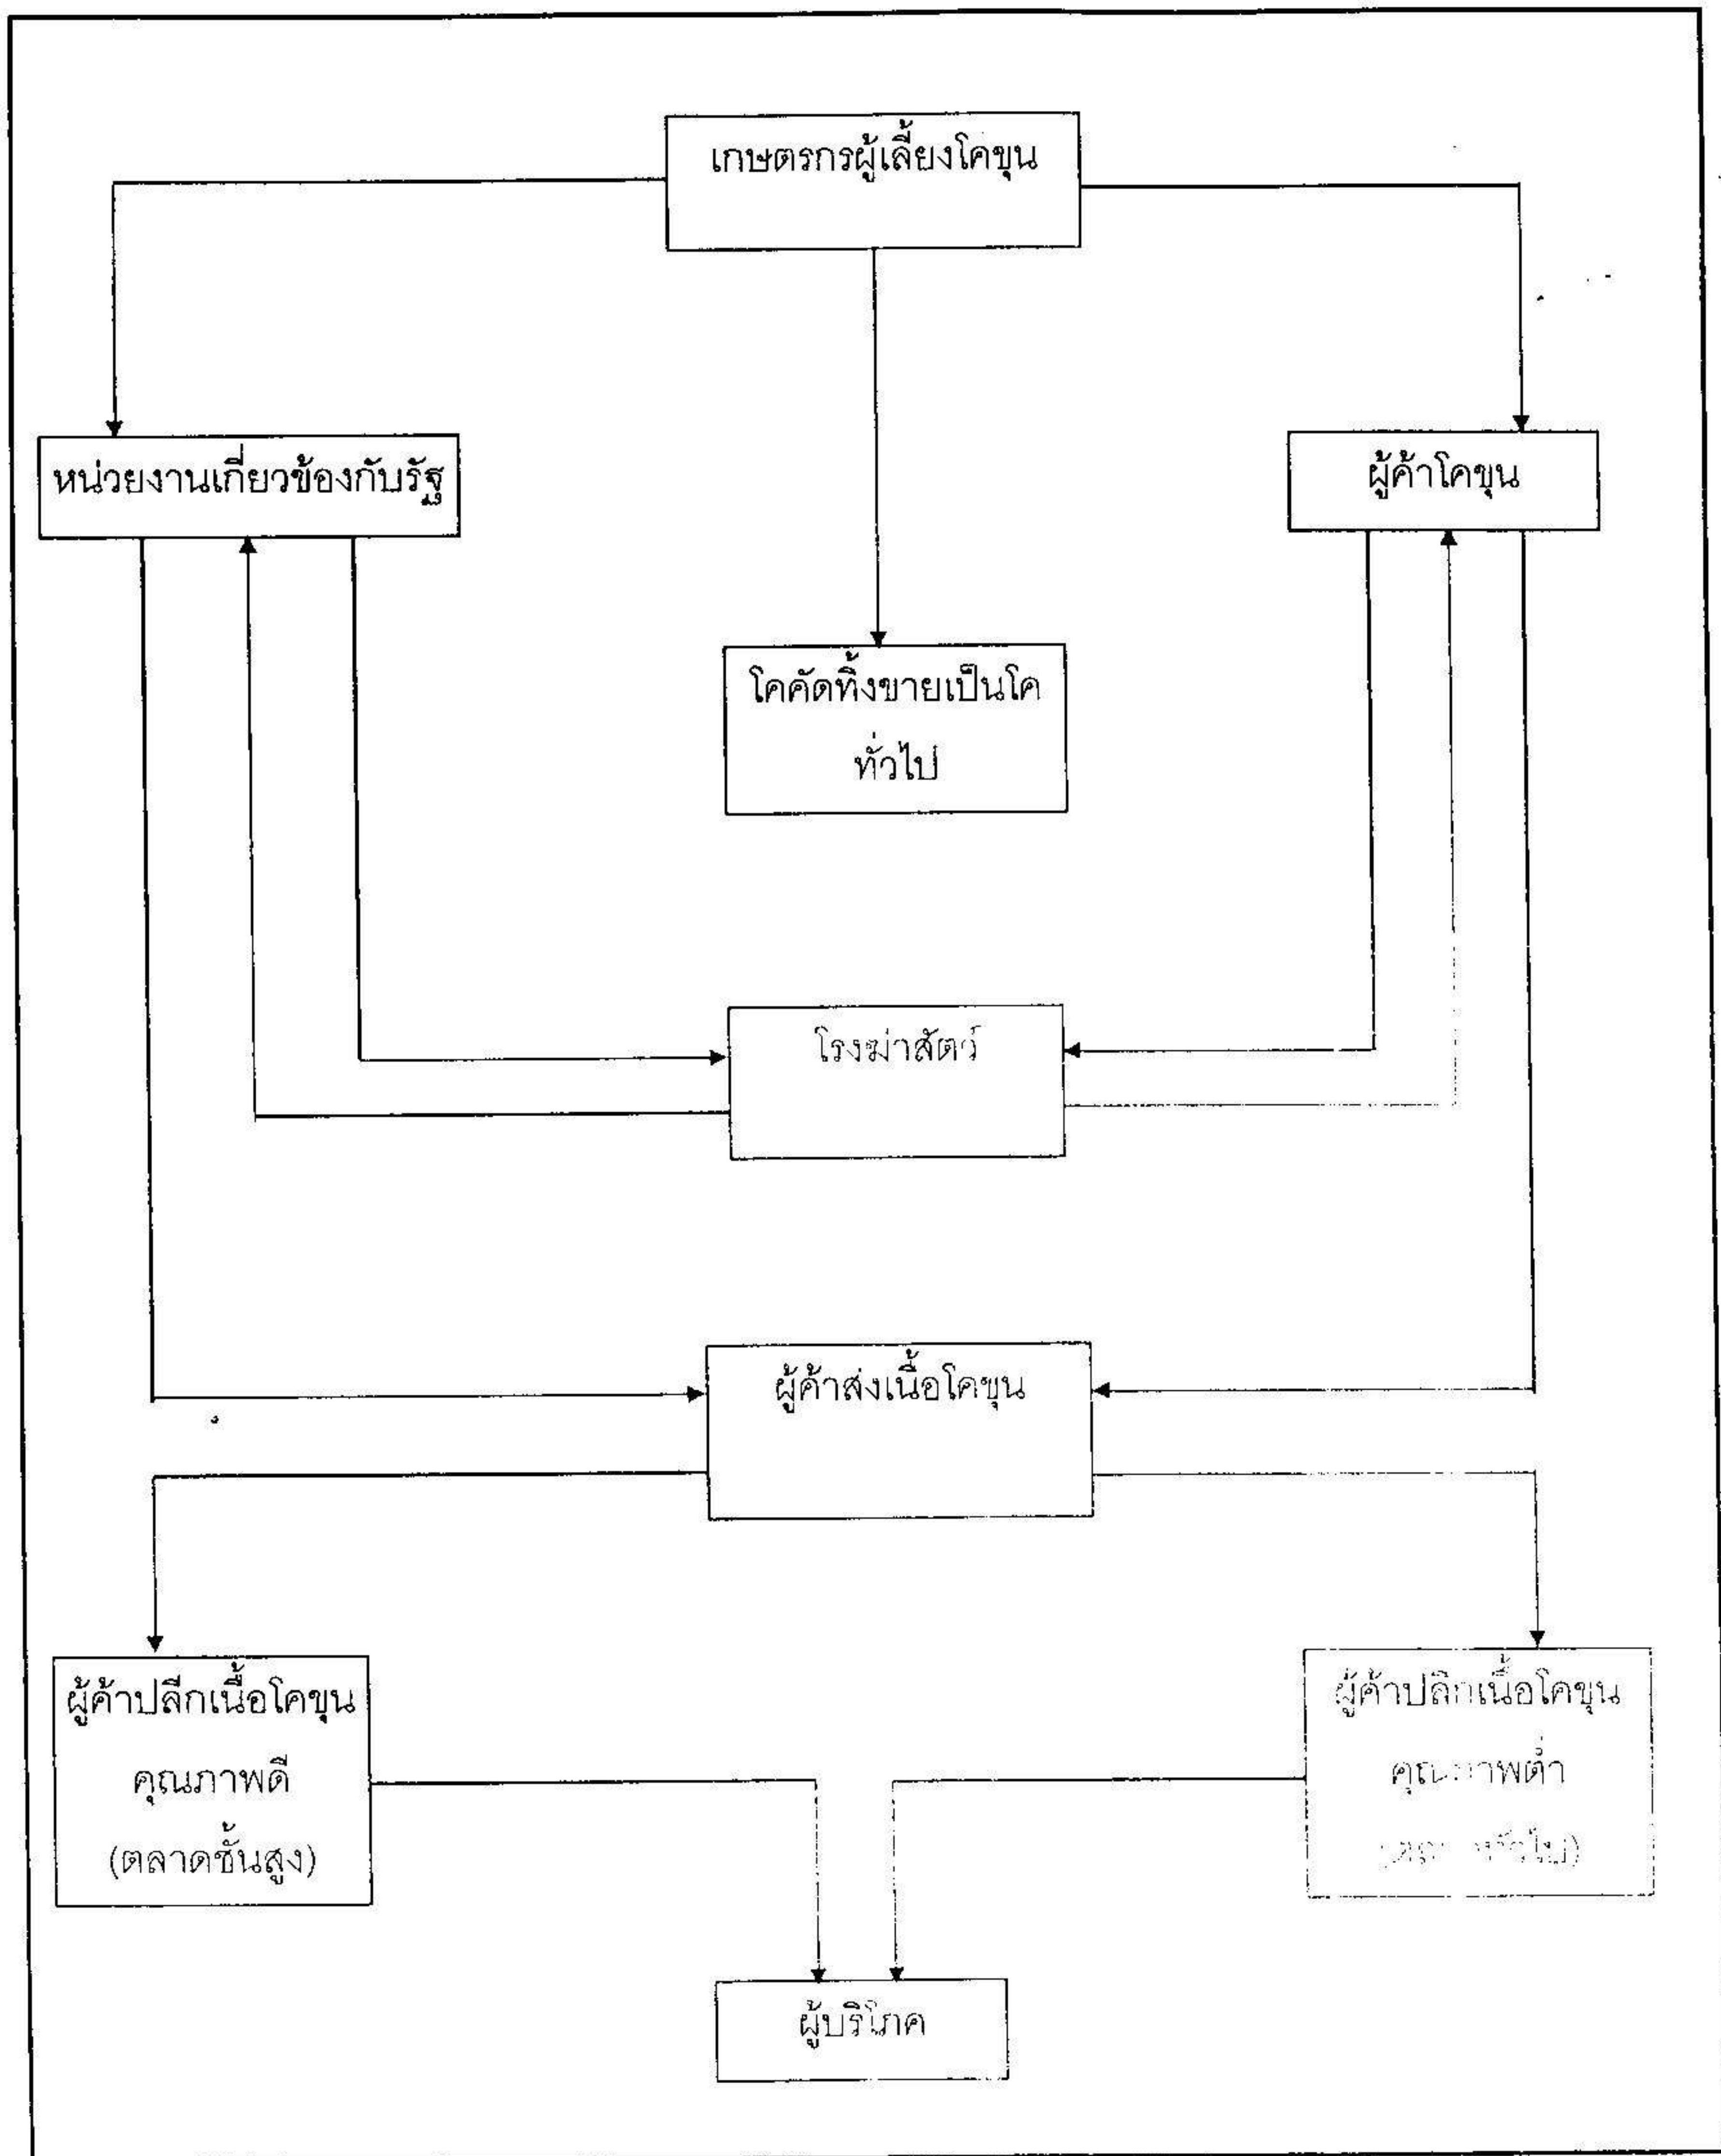 เกษตรกรผู้เลี้ยงโคขุน
หน่วยงานเกี่ยวข้องกับรัฐ
ผู้ค้าโคขุน
โคคัดทิ้งขายเป็นโค
ทั่วไป
โรงฆ่าสัตว์
ผู้ค้าส่งเนื้อโคขุน
ผู้ค้าปลีกเนื้อโคขุน
คุณภาพดี
(ตลาดชั้นสูง)
ผู้ค้าปลีกเนื้อโคขุน
คุณภาพต่ำ
ผู้บริโภค